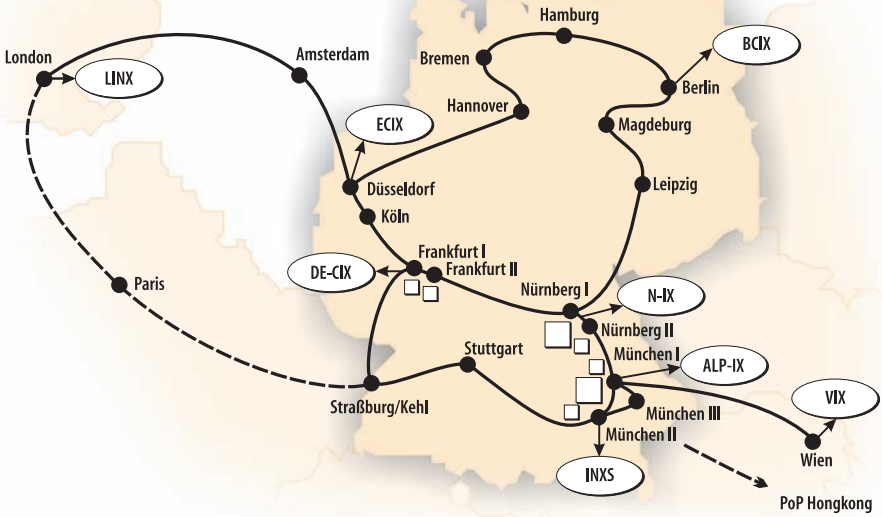 Hamburg
BCIX
London
Amsterdam
Bremen
LINX
Berlin
Hannover
ECIX
Magdeburg
Düsseldorf
Leipzig
Köln
Frankfurt I
DE-CIX
Frankfurt II
Paris
Nürnberg I
N-IX
Nürnberg II
Stuttgart
München I
ALP-IX
VIX
Straßburg/Kehl
München III
München II
Wien
INXS
PoP Hongkong